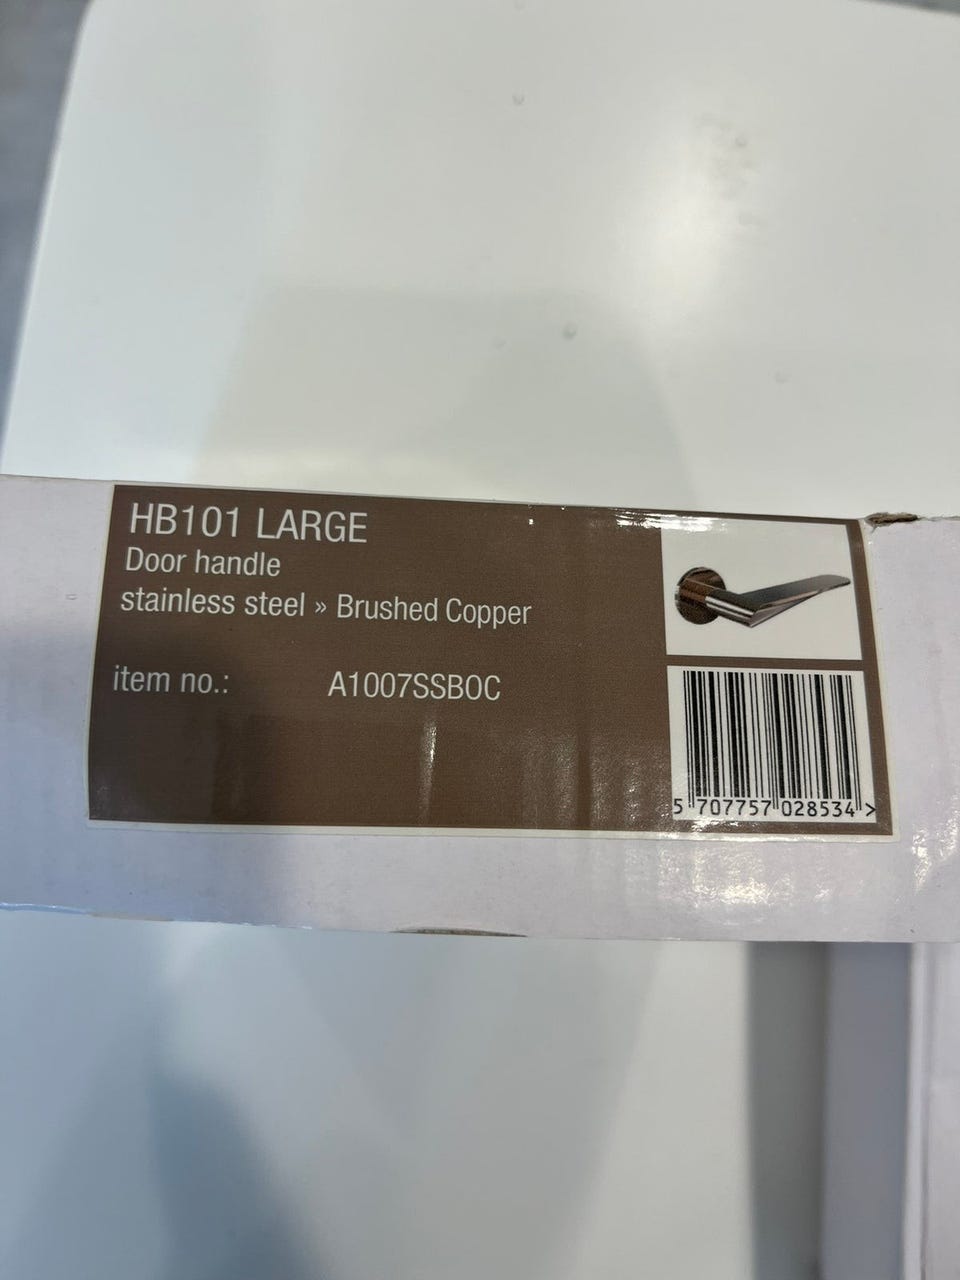 HB101 LARGE
Door handle
stainless steel » Brushed Copper
item no.: A1007SSBOC
5 707757 028534 >